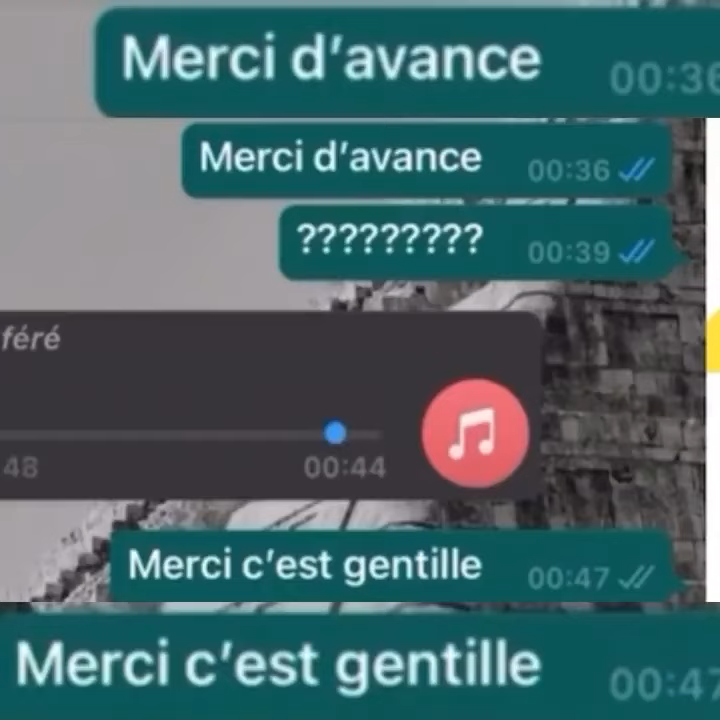 Merci d'avance 00:36
Merci d'avance 00:36
????????? 00:39
féré
48 00:44
Merci c'est gentille 00:47
Merci c'est gentille 00:47